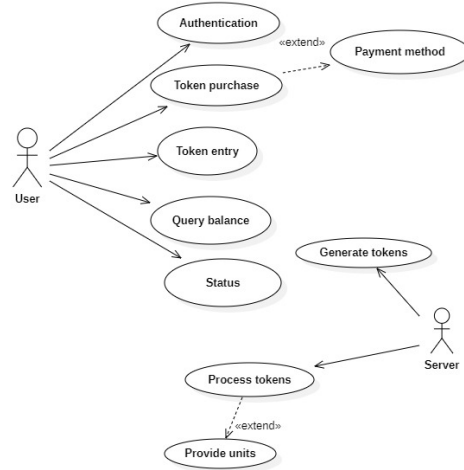 Authentication
«extend»
Payment method
Token purchase
Token entry
User
Query balance
Generate tokens
Status
Server
Process tokens
«extend»
Provide units